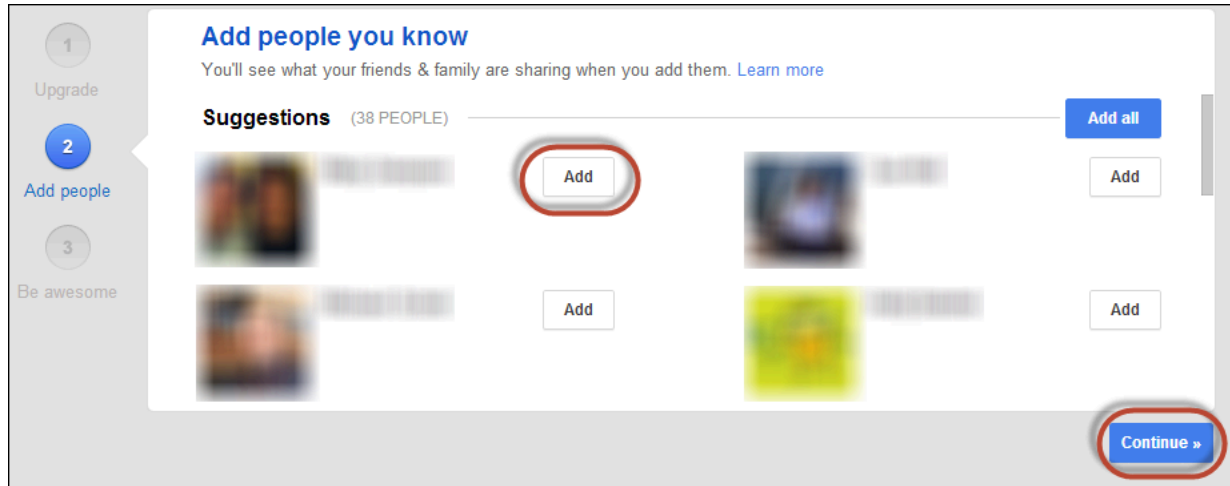 1
Upgrade
2
Add people
3
Be awesome
Add people you know
You'll see what your friends & family are sharing when you add them. Learn more
Suggestions (38 PEOPLE) Add all
Add Add
Add Add
Continue »